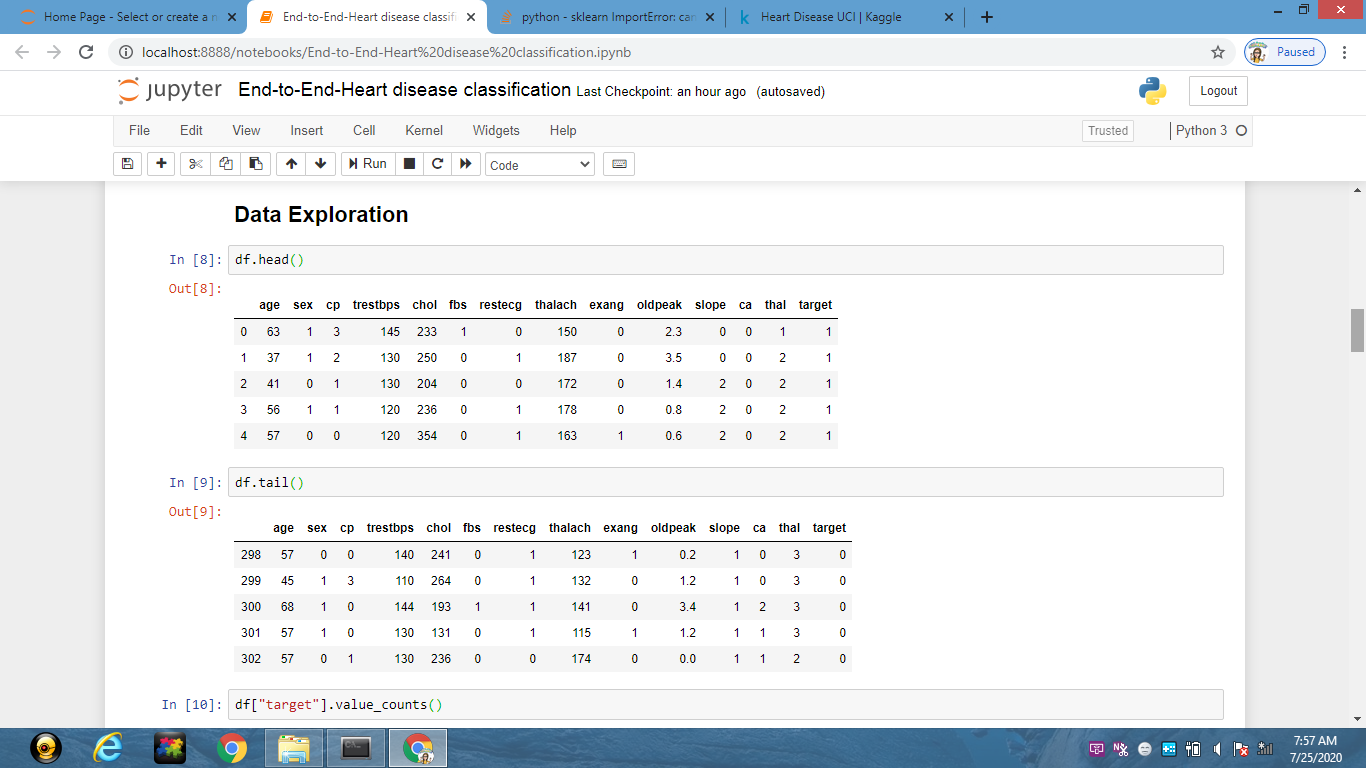 Home Page - Select or create a n
End-to-End-Heart disease classifi
python - sklearn ImportError: can
Heart Disease UCI | Kaggle
localhost:8888/notebooks/End-to-End-Heart%20disease%20classification.ipynb
Paused
jupyter End-to-End-Heart disease classification Last Checkpoint: an hour ago (autosaved)
Logout
File Edit View Insert Cell Kernel Widgets Help
Trusted
Python 3
Run
Code
Data Exploration
In [8]: df.head()
Out[8]:
age sex cp trestbps chol fbs restecg thalach exang oldpeak slope ca thal target
0 63 1 3 145 233 1 0 150 0 2.3 0 0 1 1
1 37 1 2 130 250 0 1 187 0 3.5 0 0 2 1
2 41 0 1 130 204 0 0 172 0 1.4 2 0 2 1
3 56 1 1 120 236 0 1 178 0 0.8 2 0 2 1
4 57 0 0 120 354 0 1 163 1 0.6 2 0 2 1
In [9]: df.tail()
Out[9]:
age sex cp trestbps chol fbs restecg thalach exang oldpeak slope ca thal target
298 57 0 0 140 241 0 1 123 1 0.2 1 0 3 0
299 45 1 3 110 264 0 1 132 0 1.2 1 0 3 0
300 68 1 0 144 193 1 1 141 0 3.4 1 2 3 0
301 57 1 0 130 131 0 1 115 1 1.2 1 1 3 0
302 57 0 1 130 236 0 0 174 0 0.0 1 1 2 0
In [10]: df["target"].value_counts()
7:57 AM
7/25/2020